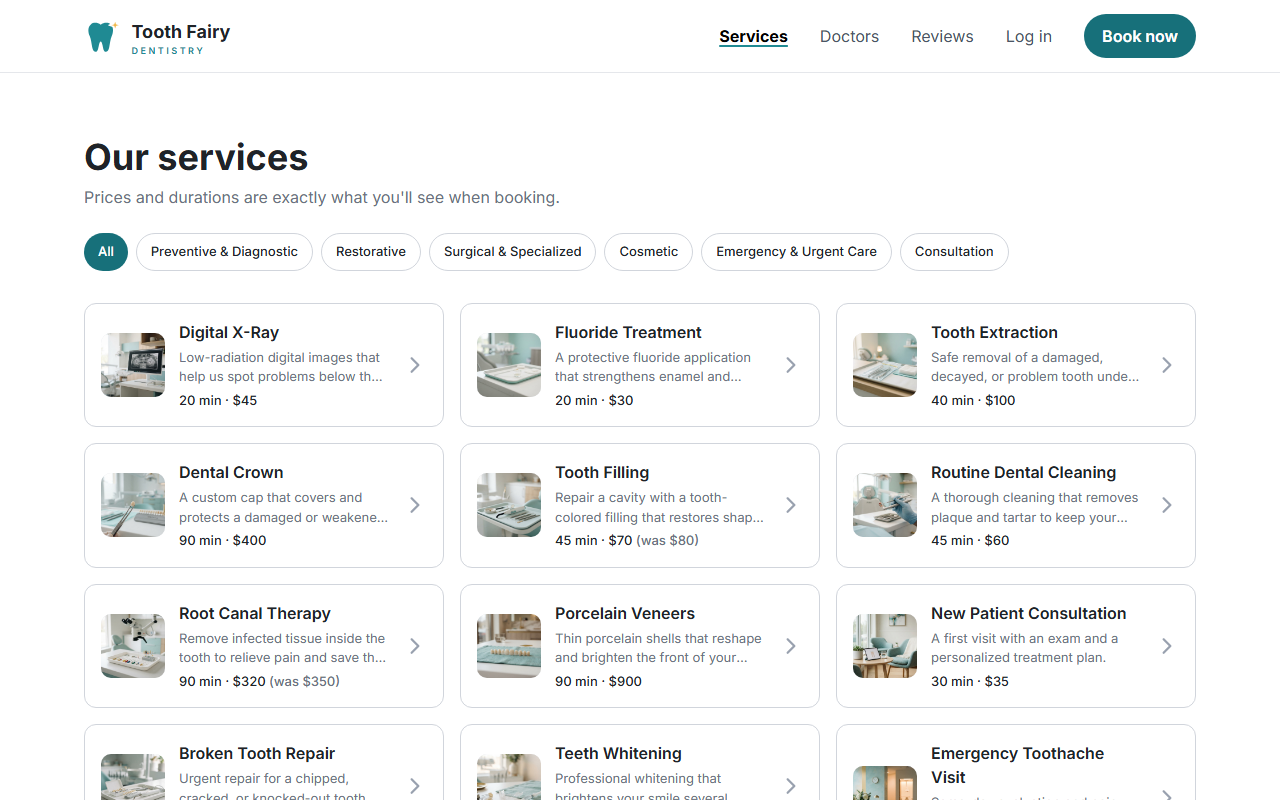 Tooth Fairy
DENTISTRY
Services
Doctors
Reviews
Log in
Book now
Our services
Prices and durations are exactly what you'll see when booking.
All
Preventive & Diagnostic
Restorative
Surgical & Specialized
Cosmetic
Emergency & Urgent Care
Consultation
Digital X-Ray
Low-radiation digital images that
help us spot problems below th...
20 min · $45
Fluoride Treatment
A protective fluoride application
that strengthens enamel and...
20 min · $30
Tooth Extraction
Safe removal of a damaged,
decayed, or problem tooth unde...
40 min · $100
Dental Crown
A custom cap that covers and
protects a damaged or weakene...
90 min · $400
Tooth Filling
Repair a cavity with a tooth-
colored filling that restores shap...
45 min · $70 (was $80)
Routine Dental Cleaning
A thorough cleaning that removes
plaque and tartar to keep your...
45 min · $60
Root Canal Therapy
Remove infected tissue inside the
tooth to relieve pain and save th...
90 min · $320 (was $350)
Porcelain Veneers
Thin porcelain shells that reshape
and brighten the front of your...
90 min · $900
New Patient Consultation
A first visit with an exam and a
personalized treatment plan.
30 min · $35
Broken Tooth Repair
Urgent repair for a chipped,
cracked, or knocked-out tooth
Teeth Whitening
Professional whitening that
brightens your smile several
Emergency Toothache
Visit